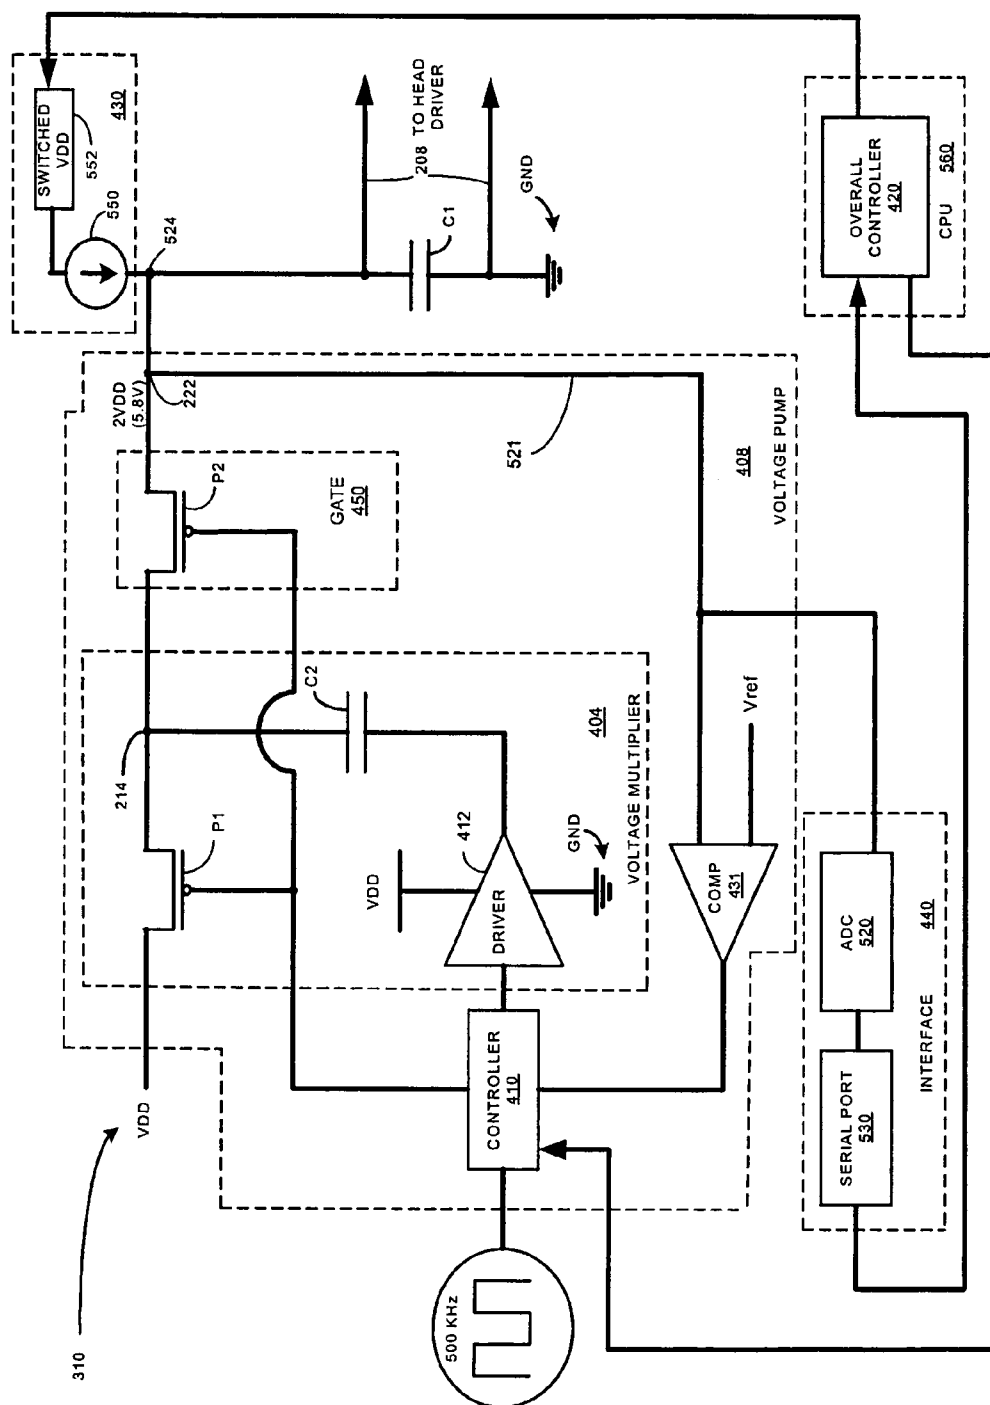 310
VDD
P1
214
C2
VDD
412
DRIVER
GND
404
VOLTAGE MULTIPLIER
GATE
450
P2
2VDD
(5.8V)
222
521
408
VOLTAGE PUMP
500 KHz
CONTROLLER
410
COMP
431
Vref
SWITCHED
VDD
552
430
550
524
208 TO HEAD
DRIVER
C1
GND
OVERALL
CONTROLLER
420
560
CPU
SERIAL PORT
530
ADC
520
440
INTERFACE